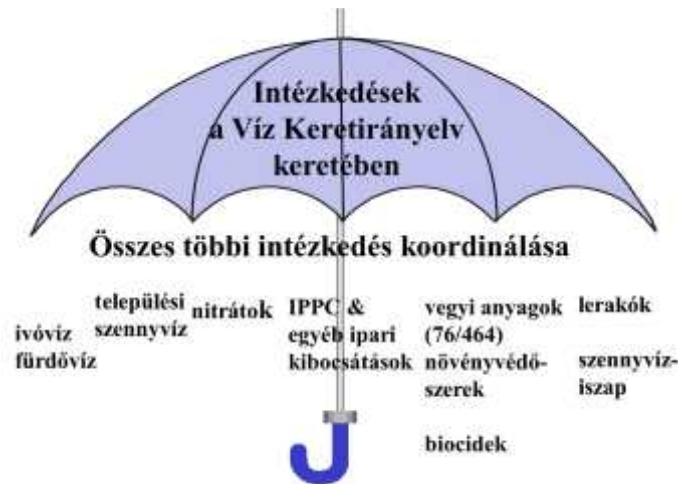 Intézkedések
a Víz Keretirányelv
keretében
Összes többi intézkedés koordinálása
ivóvíz
fürdővíz
települési
szennyvíz
nitrátok
IPPC &
egyéb ipari
kibocsátások
vegyi anyagok
(76/464)
növényvédő-
szerek
biocidek
lerakók
szennyvíz-
iszap